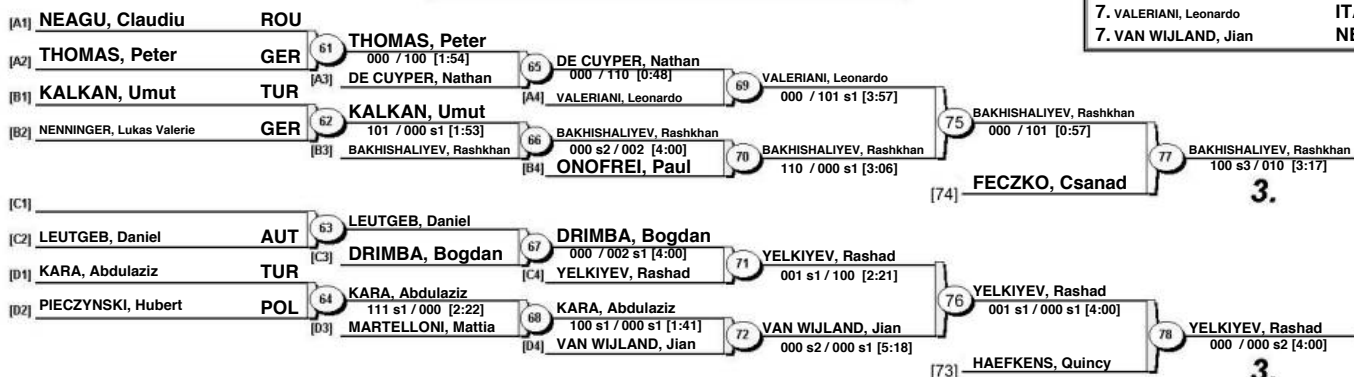 7. VALERIANI, Leonardo ITA
7. VAN WIJLAND, Jian NE
[A1] NEAGU, Claudiu ROU
[A2] THOMAS, Peter GER
61 THOMAS, Peter
000 / 100 [1:54]
[A3] DE CUYPER, Nathan
65 DE CUYPER, Nathan
000 / 110 [0:48]
[A4] VALERIANI, Leonardo
69 VALERIANI, Leonardo
000 / 101 s1 [3:57]
[B1] KALKAN, Umut TUR
[B2] NENNINGER, Lukas Valerie GER
62 KALKAN, Umut
101 / 000 s1 [1:53]
[B3] BAKHISHALIYEV, Rashkhan
66 BAKHISHALIYEV, Rashkhan
000 s2 / 002 [4:00]
[B4] ONOFREI, Paul
70 BAKHISHALIYEV, Rashkhan
110 / 000 s1 [3:06]
75 BAKHISHALIYEV, Rashkhan
000 / 101 [0:57]
[74] FECZKO, Csanad
77 BAKHISHALIYEV, Rashkhan
100 s3 / 010 [3:17]
3.
[C1]
[C2] LEUTGEB, Daniel AUT
63 LEUTGEB, Daniel
[C3] DRIMBA, Bogdan
67 DRIMBA, Bogdan
000 / 002 s1 [4:00]
[C4] YELKIYEV, Rashad
71 YELKIYEV, Rashad
001 s1 / 100 [2:21]
[D1] KARA, Abdulaziz TUR
[D2] PIECZYNSKI, Hubert POL
64 KARA, Abdulaziz
111 s1 / 000 [2:22]
[D3] MARTELLONI, Mattia
68 KARA, Abdulaziz
100 s1 / 000 s1 [1:41]
[D4] VAN WIJLAND, Jian
72 VAN WIJLAND, Jian
000 s2 / 000 s1 [5:18]
76 YELKIYEV, Rashad
001 s1 / 000 s1 [4:00]
[73] HAEFKENS, Quincy
78 YELKIYEV, Rashad
000 / 000 s2 [4:00]
3.